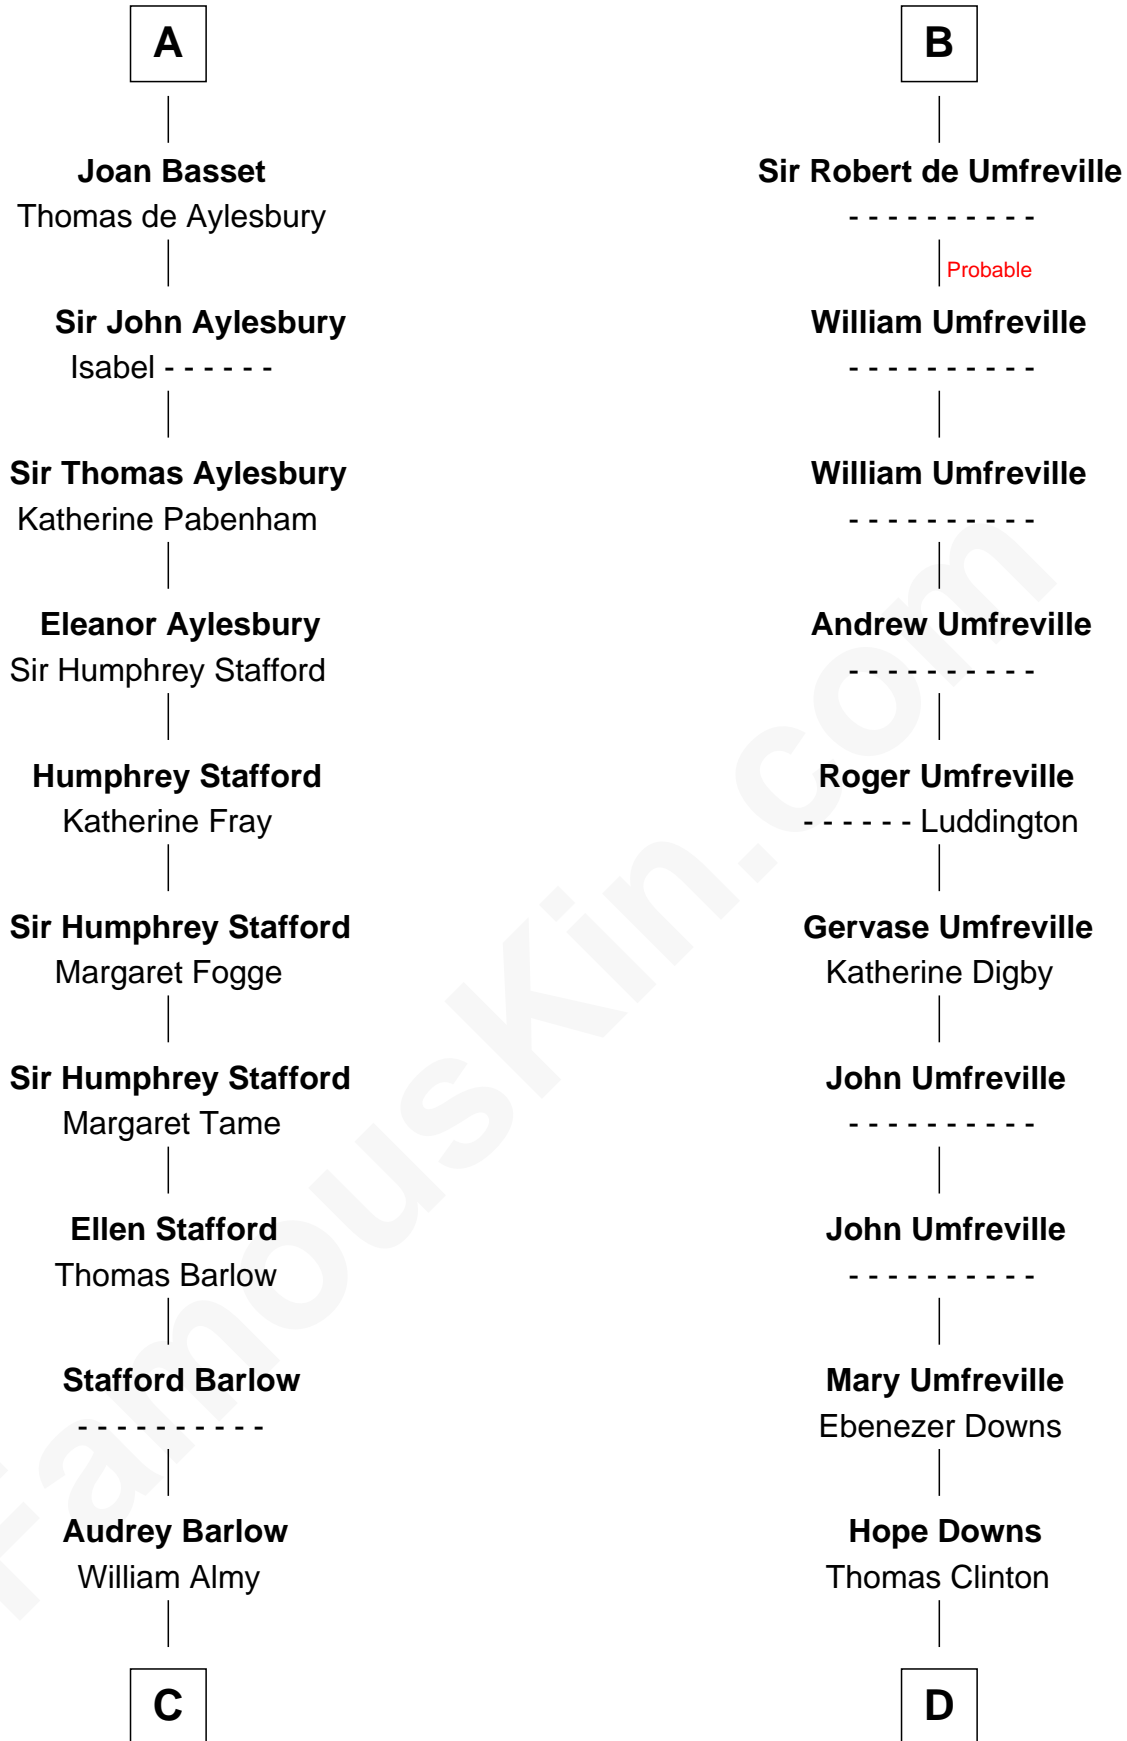 A
Joan Basset
Thomas de Aylesbury
Sir John Aylesbury
Isabel - - - - - -
Sir Thomas Aylesbury
Katherine Pabenham
Eleanor Aylesbury
Sir Humphrey Stafford
Humphrey Stafford
Katherine Fray
Sir Humphrey Stafford
Margaret Fogge
Sir Humphrey Stafford
Margaret Tame
Ellen Stafford
Thomas Barlow
Stafford Barlow
- - - - - - - - - -
Audrey Barlow
William Almy
C
B
Sir Robert de Umfreville
- - - - - - - - - -
Probable
William Umfreville
- - - - - - - - - -
William Umfreville
- - - - - - - - - -
Andrew Umfreville
- - - - - - - - - -
Roger Umfreville
- - - - - - Luddington
Gervase Umfreville
Katherine Digby
John Umfreville
- - - - - - - - - -
John Umfreville
- - - - - - - - - -
Mary Umfreville
Ebenezer Downs
Hope Downs
Thomas Clinton
D
FamousKin.com